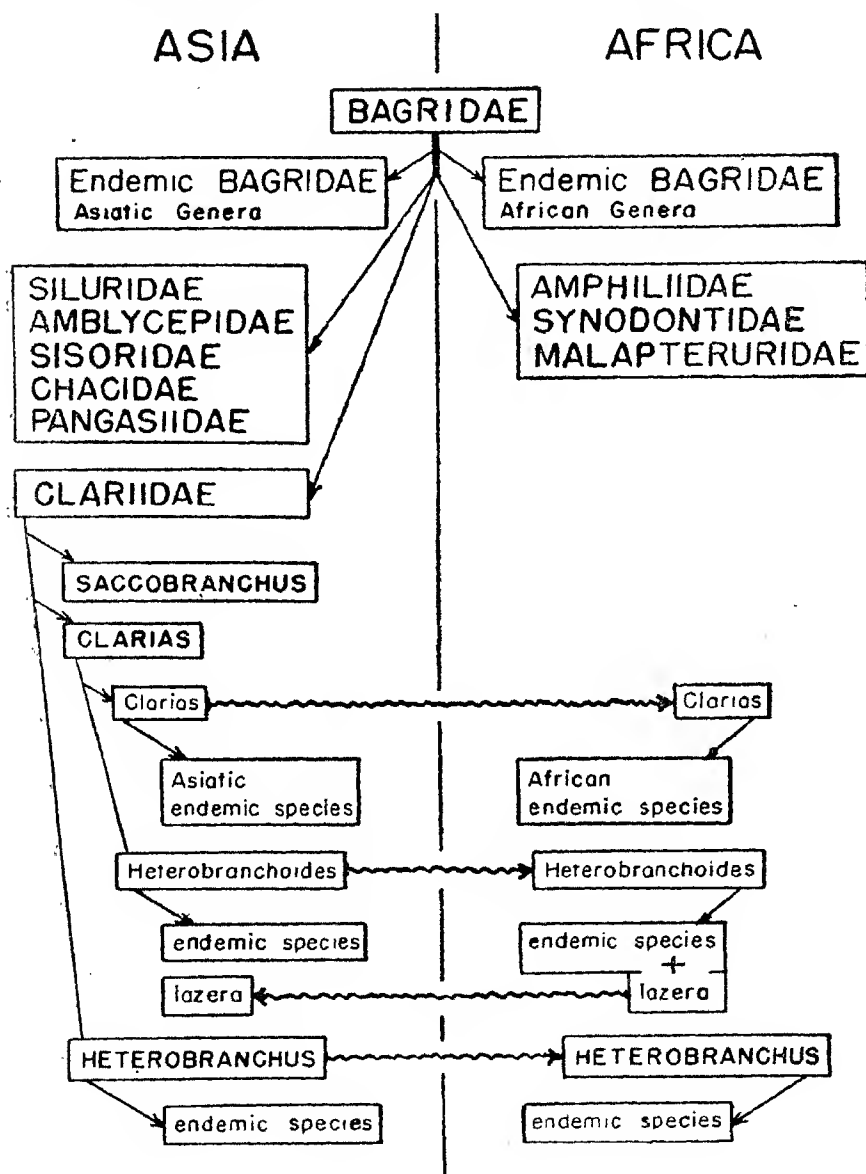 ASIA
AFRICA
BAGRIDAE
Endemic BAGRIDAE
Asiatic Genera
Endemic BAGRIDAE
African Genera
SILURIDAE
AMBLYCEPIDAE
SISORIDAE
CHACIDAE
PANGASIIDAE
AMPHILIIDAE
SYNODONTIDAE
MALAPTERURIDAE
CLARIIDAE
SACCOBRANCHUS
CLARIAS
Clarias
Clarias
Asiatic
endemic species
African
endemic species
Heterobranchoides
Heterobranchoides
endemic species
endemic species
+
lazera
lazera
HETEROBRANCHUS
HETEROBRANCHUS
endemic species
endemic species